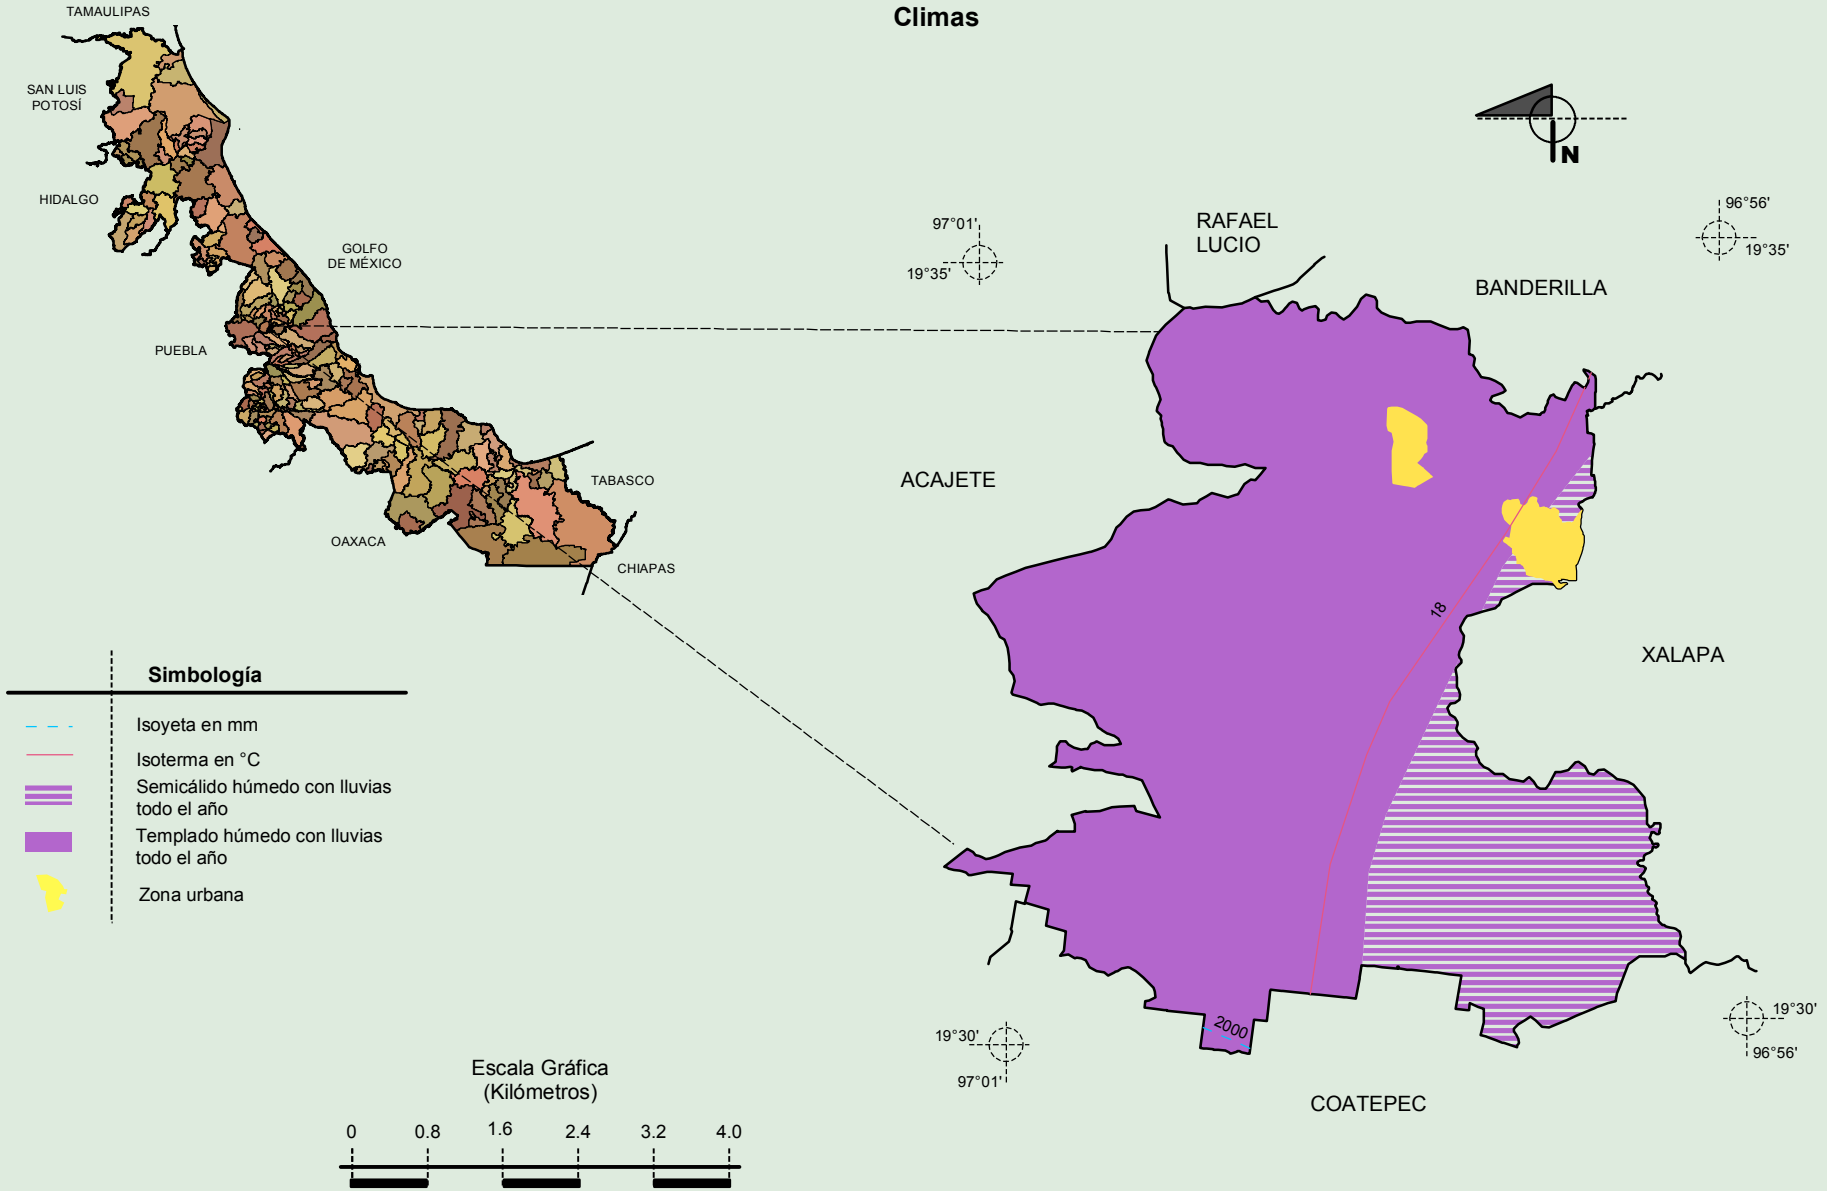 Climas
TAMAULIPAS
SAN LUIS
POTOSÍ
HIDALGO
GOLFO
DE MÉXICO
PUEBLA
TABASCO
OAXACA
CHIAPAS
N
97°01'
19°35'
RAFAEL
LUCIO
96°56'
19°35'
BANDERILLA
ACAJETE
18
XALAPA
2000
19°30'
97°01'
19°30'
96°56'
COATEPEC
Simbología
Isoyeta en mm
Isoterma en °C
Semicálido húmedo con lluvias
todo el año
Templado húmedo con lluvias
todo el año
Zona urbana
Escala Gráfica
(Kilómetros)
0 0.8 1.6 2.4 3.2 4.0